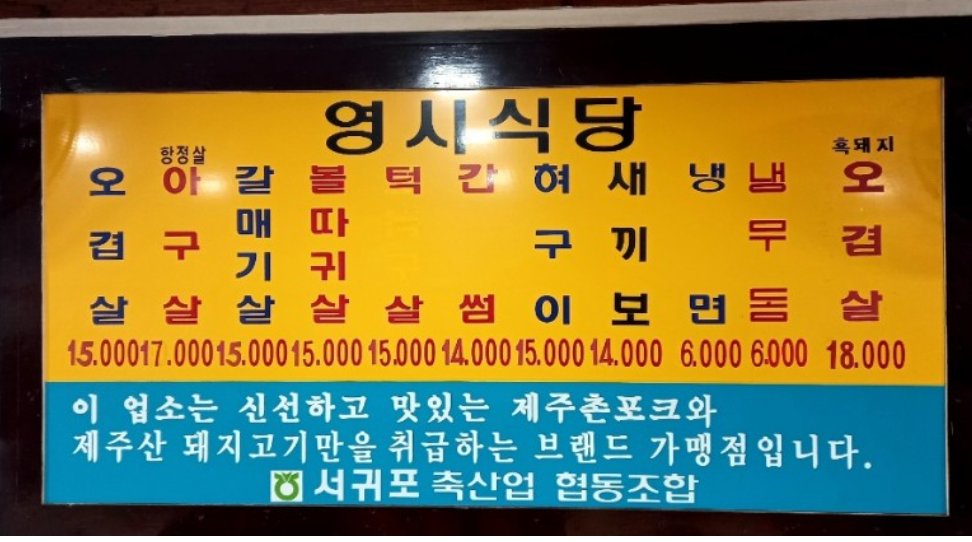 영시식당
오겹살 15.000
항정살
아구살 17.000
갈매기살 15.000
볼따귀살 15.000
턱살 15.000
간썸 14.000
혀구이 15.000
새끼보 14.000
냉면 6.000
6.000
흑돼지
오겹살 18.000
이 업소는 신선하고 맛있는 제주촌포크와
제주산 돼지고기만을 취급하는 브랜드 가맹점입니다.
서귀포 축산업 협동조합